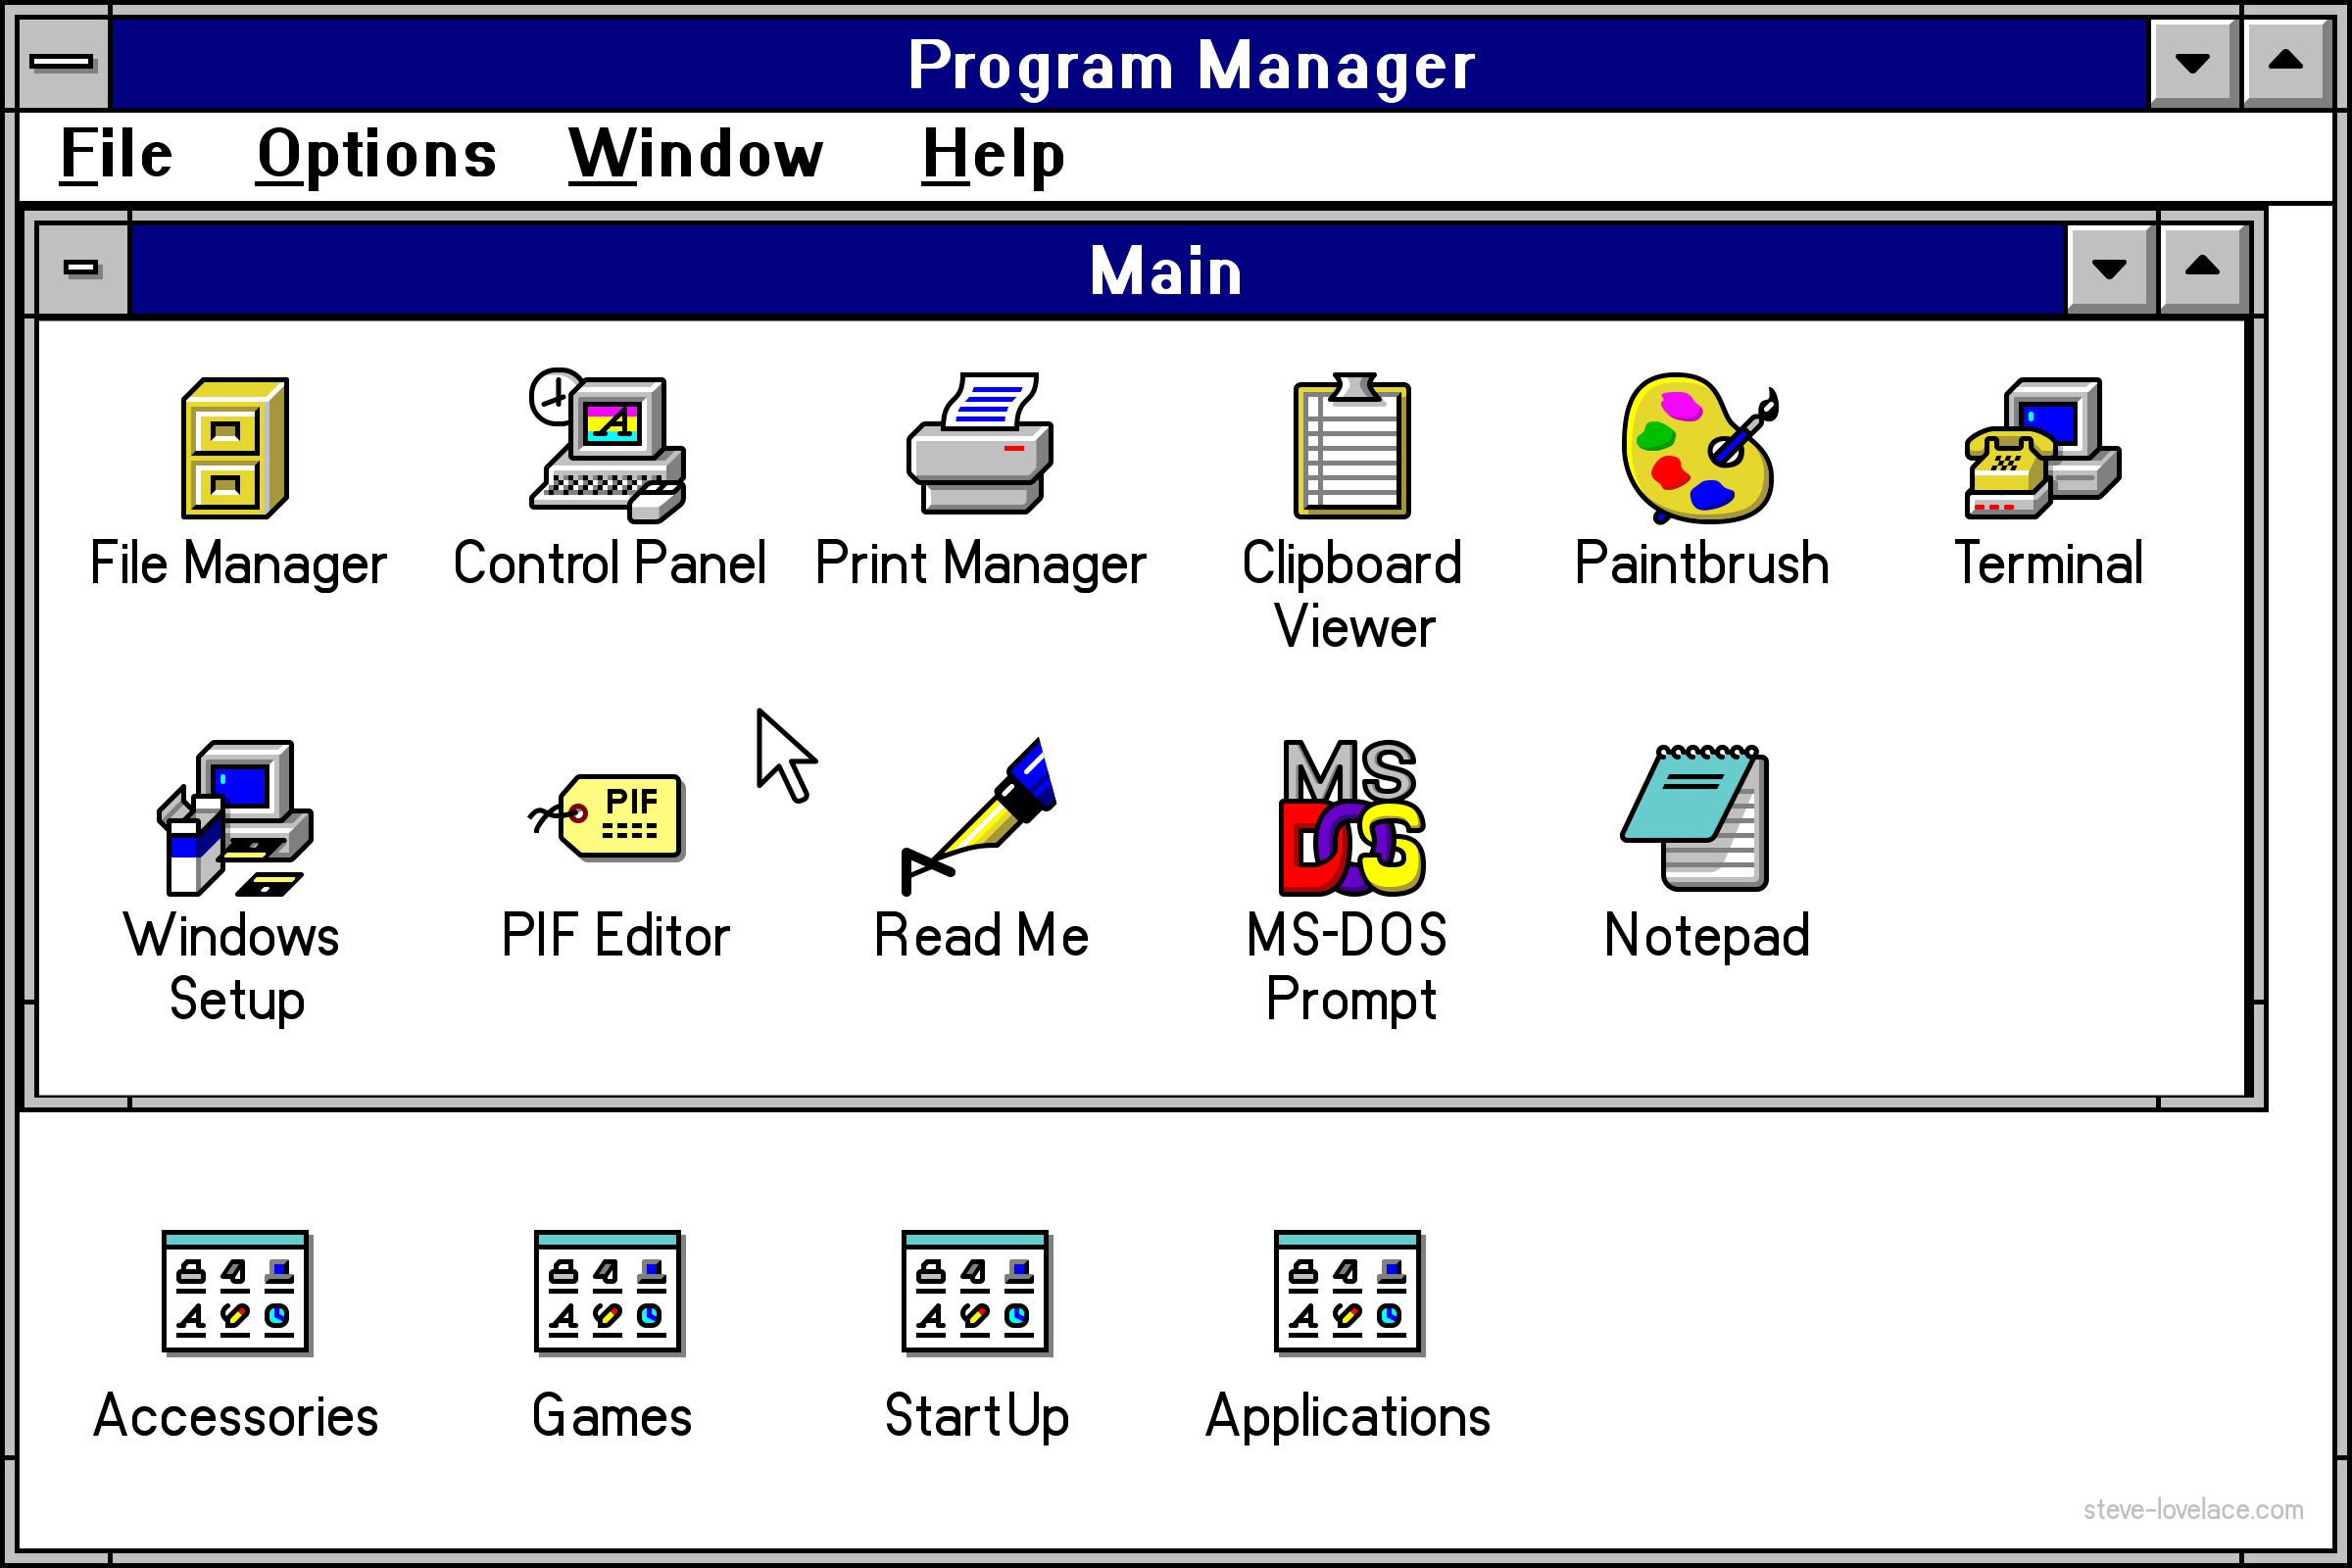 Program Manager
File Options Window Help
Main
A
File Manager
Control Panel
Print Manager
Clipboard
Viewer
Paintbrush
Terminal
PIF
MS
DOS
Windows
Setup
PIF Editor
Read Me
MS-DOS
Prompt
Notepad
A
A
A
A
Accessories
Games
StartUp
Applications
steve-lovelace.com